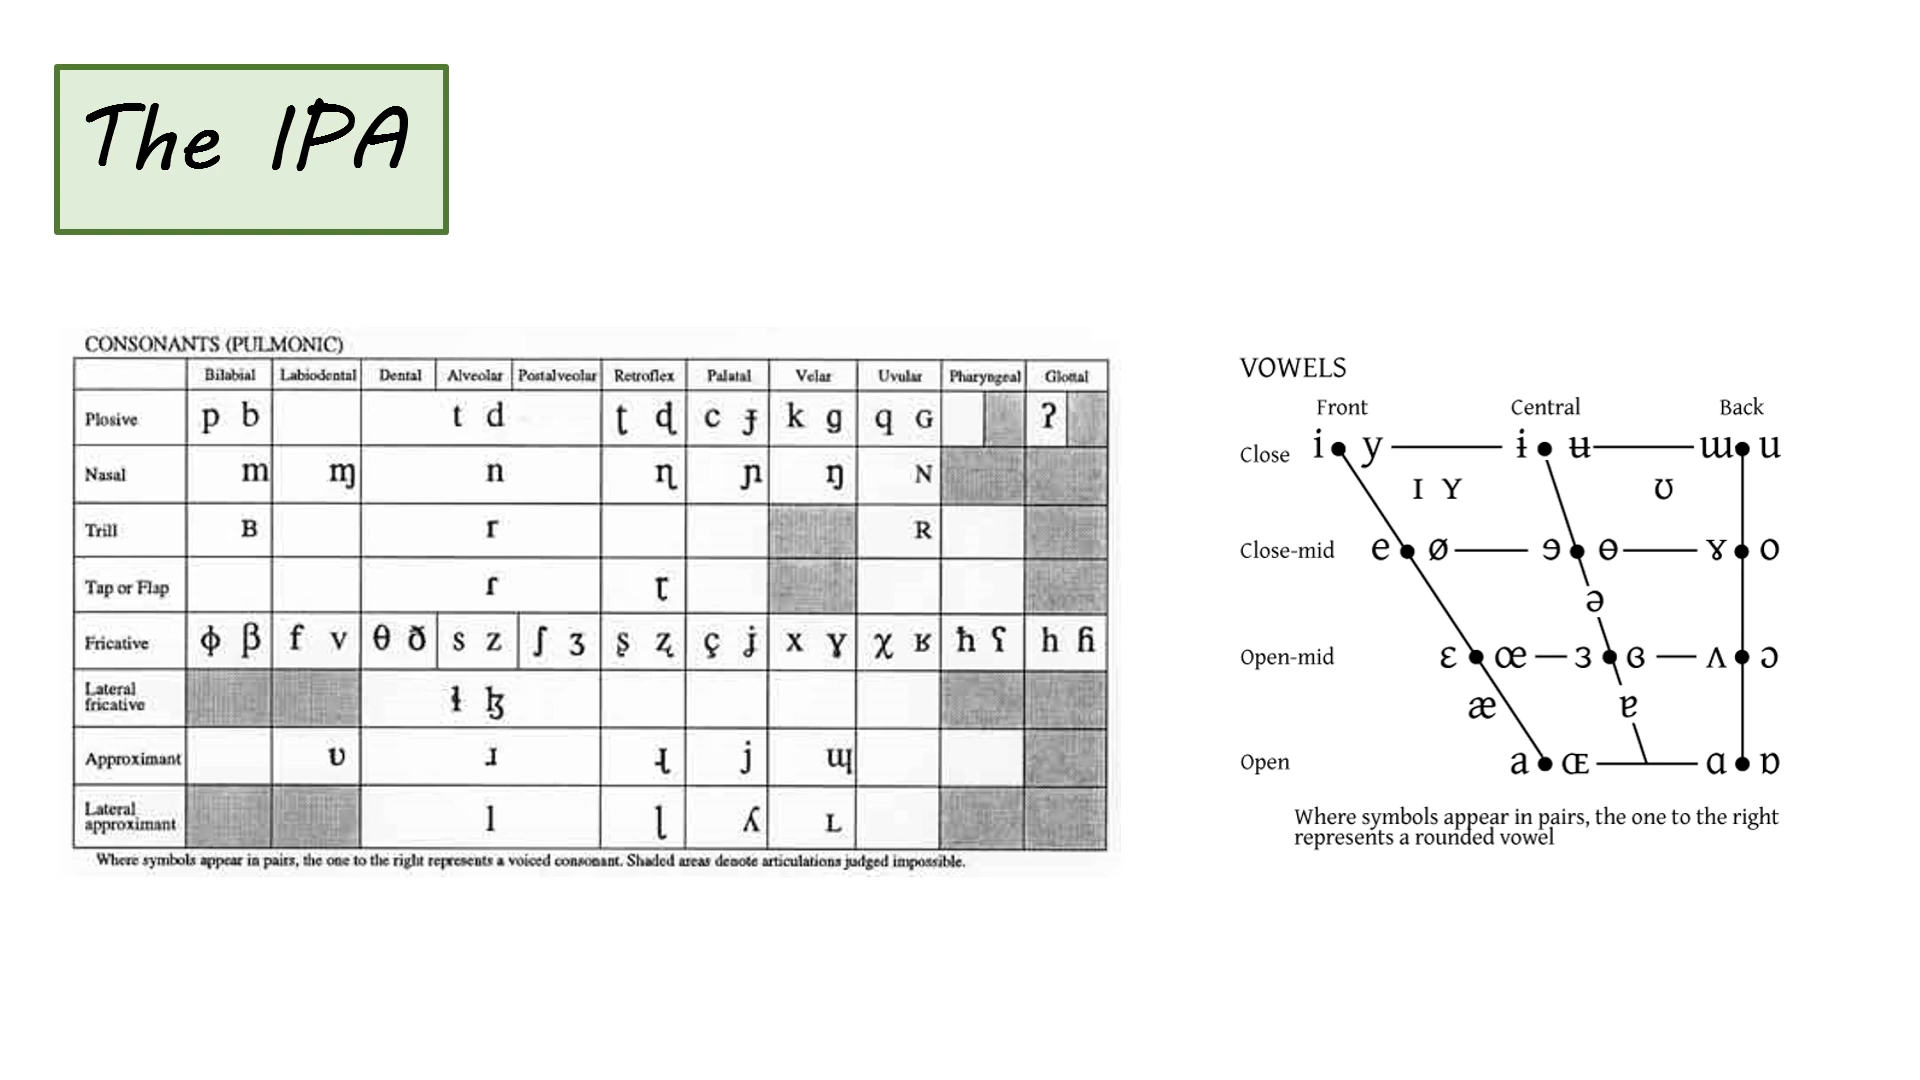 The IPA
CONSONANTS (PULMONIC)
Bilabial Labiodental Dental Alveolar Postalveolar Retroflex Palatal Velar Uvular Pharyngeal Glottal
Plosive p b t d ʈ ɖ c ɟ k g q ɢ ʔ
Nasal m ɱ n ɳ ɲ ŋ ɴ
Trill ʙ r ʀ
Tap or Flap ɾ ɽ
Fricative ɸ β f v θ ð s z ʃ ʒ ʂ ʐ ç ʝ x ɣ χ ʁ ħ ʕ h ɦ
Lateral
fricative ɬ ɮ
Approximant ʋ ɹ ɻ j ɰ
Lateral
approximant l ɭ ʎ ʟ
Where symbols appear in pairs, the one to the right represents a voiced consonant. Shaded areas denote articulations judged impossible.
VOWELS
Front Central Back
Close i y ɨ ʉ ɯ u
ɪ ʏ ʊ
Close-mid e ø ɘ ɵ ɤ o
ə
Open-mid ɛ œ ɜ ɞ ʌ ɔ
æ ɐ
Open a ɶ ɑ ɒ
Where symbols appear in pairs, the one to the right
represents a rounded vowel